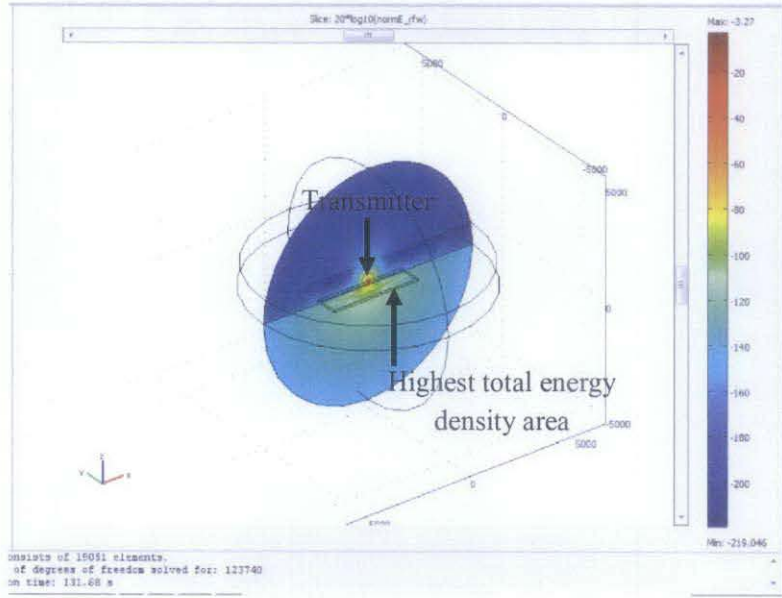 Slice: 20*log10(normE_rfw)
Max: -3.27
5000
0
-5000
5000
0
-5000
5000
0
-20
-40
-60
-80
-100
-120
-140
-160
-180
-200
Transmitter
Highest total energy
density area
z
y
x
Min: -219.046
onsists of 19081 elements.
of degrees of freedom solved for: 123740
on time: 131.68 s